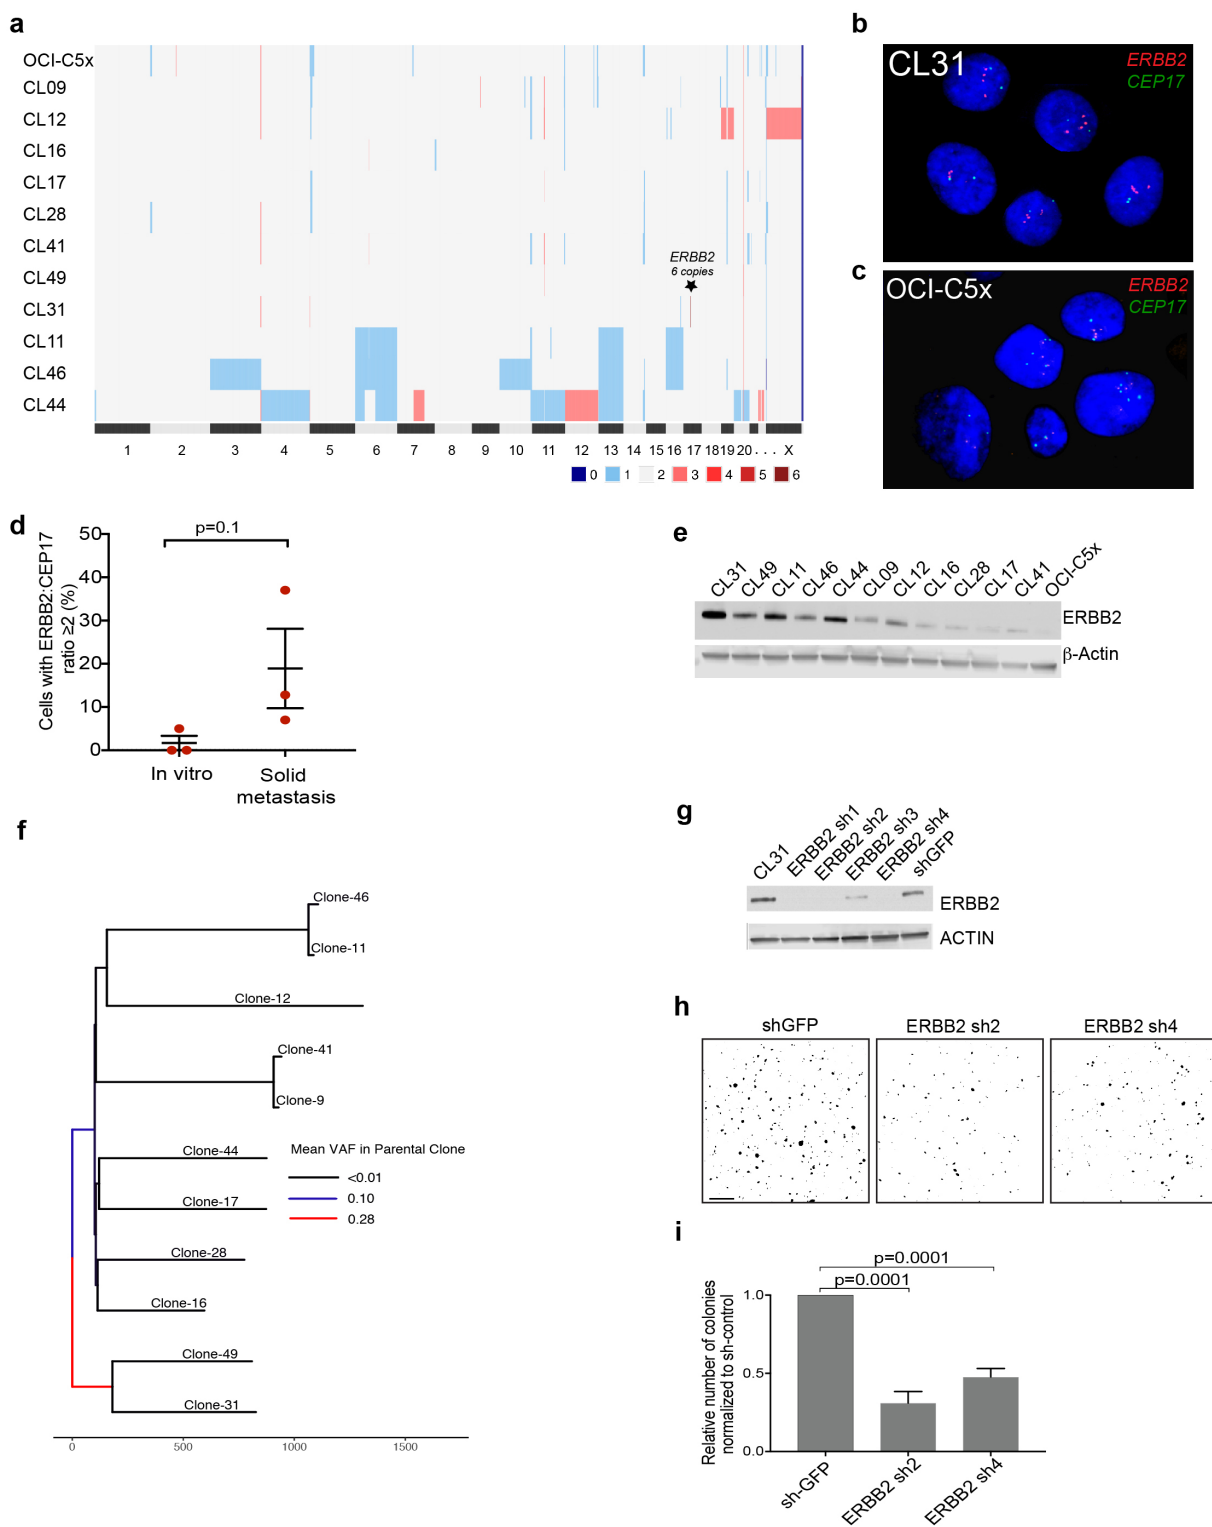 a
OCI-C5x
CL09
CL12
CL16
CL17
CL28
CL41
CL49
CL31
CL11
CL46
CL44
ERBB2
6 copies
1 2 3 4 5 6 7 8 9 10 11 12 13 14 15 16 17 18 19 20 . . . X
0 1 2 3 4 5 6
b
CL31
ERBB2
CEP17
c
OCI-C5x
ERBB2
CEP17
d
Cells with ERBB2:CEP17
ratio ≥2 (%)
50
40
30
20
10
0
p=0.1
In vitro
Solid
metastasis
e
CL31 CL49 CL11 CL46 CL44 CL09 CL12 CL16 CL28 CL17 CL41 OCI-C5x
ERBB2
β-Actin
f
Clone-46
Clone-11
Clone-12
Clone-41
Clone-9
Clone-44
Clone-17
Clone-28
Clone-16
Clone-49
Clone-31
Mean VAF in Parental Clone
<0.01
0.10
0.28
0 500 1000 1500
g
CL31 ERBB2 sh1 ERBB2 sh2 ERBB2 sh3 ERBB2 sh4 shGFP
ERBB2
ACTIN
h
shGFP ERBB2 sh2 ERBB2 sh4
i
Relative number of colonies
normalized to sh-control
1.0
0.5
0.0
p=0.0001
p=0.0001
sh-GFP ERBB2 sh2 ERBB2 sh4